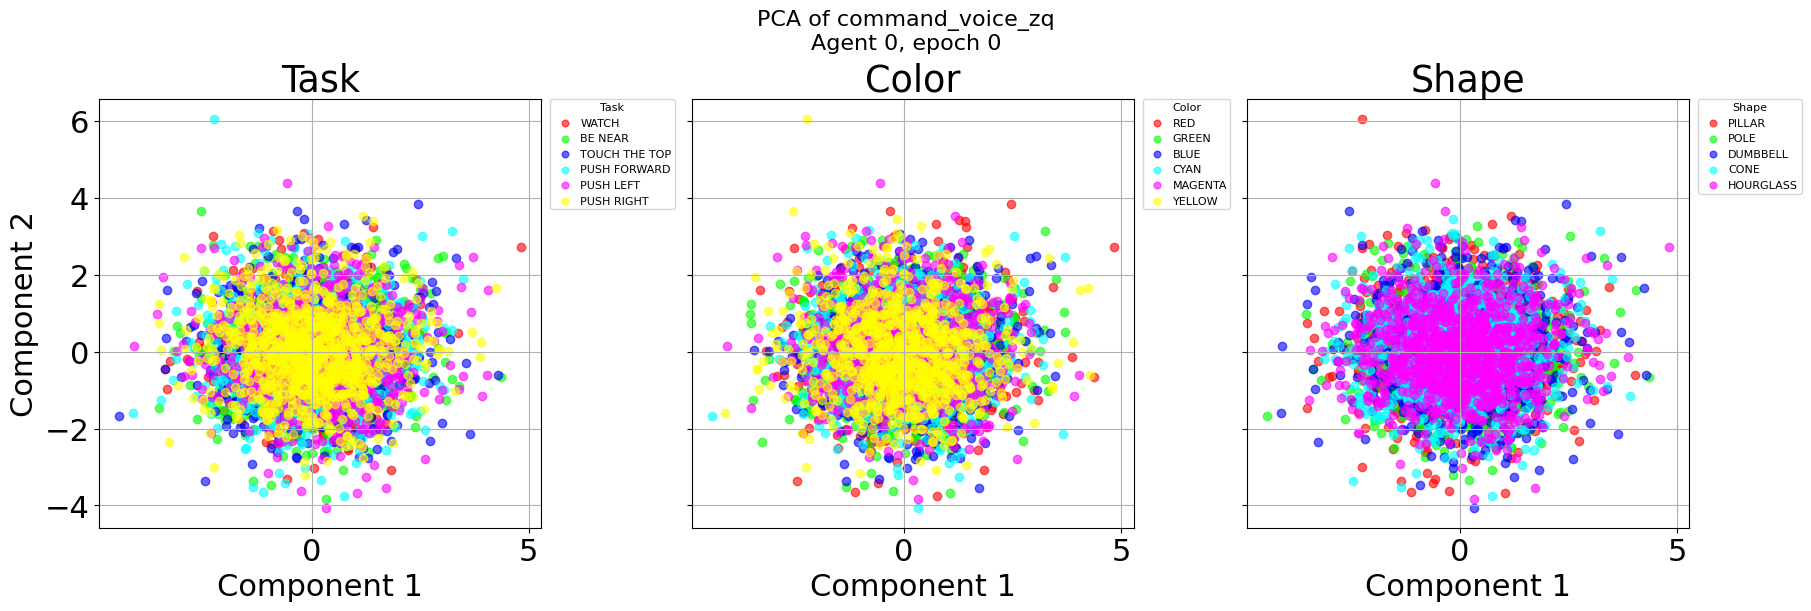 PCA of command_voice_zq
Agent 0, epoch 0
Task
Color
Shape
Component 2
6
4
2
0
−2
−4
0
5
Component 1
Task
WATCH
BE NEAR
TOUCH THE TOP
PUSH FORWARD
PUSH LEFT
PUSH RIGHT
0
5
Component 1
Color
RED
GREEN
BLUE
CYAN
MAGENTA
YELLOW
0
5
Component 1
Shape
PILLAR
POLE
DUMBBELL
CONE
HOURGLASS